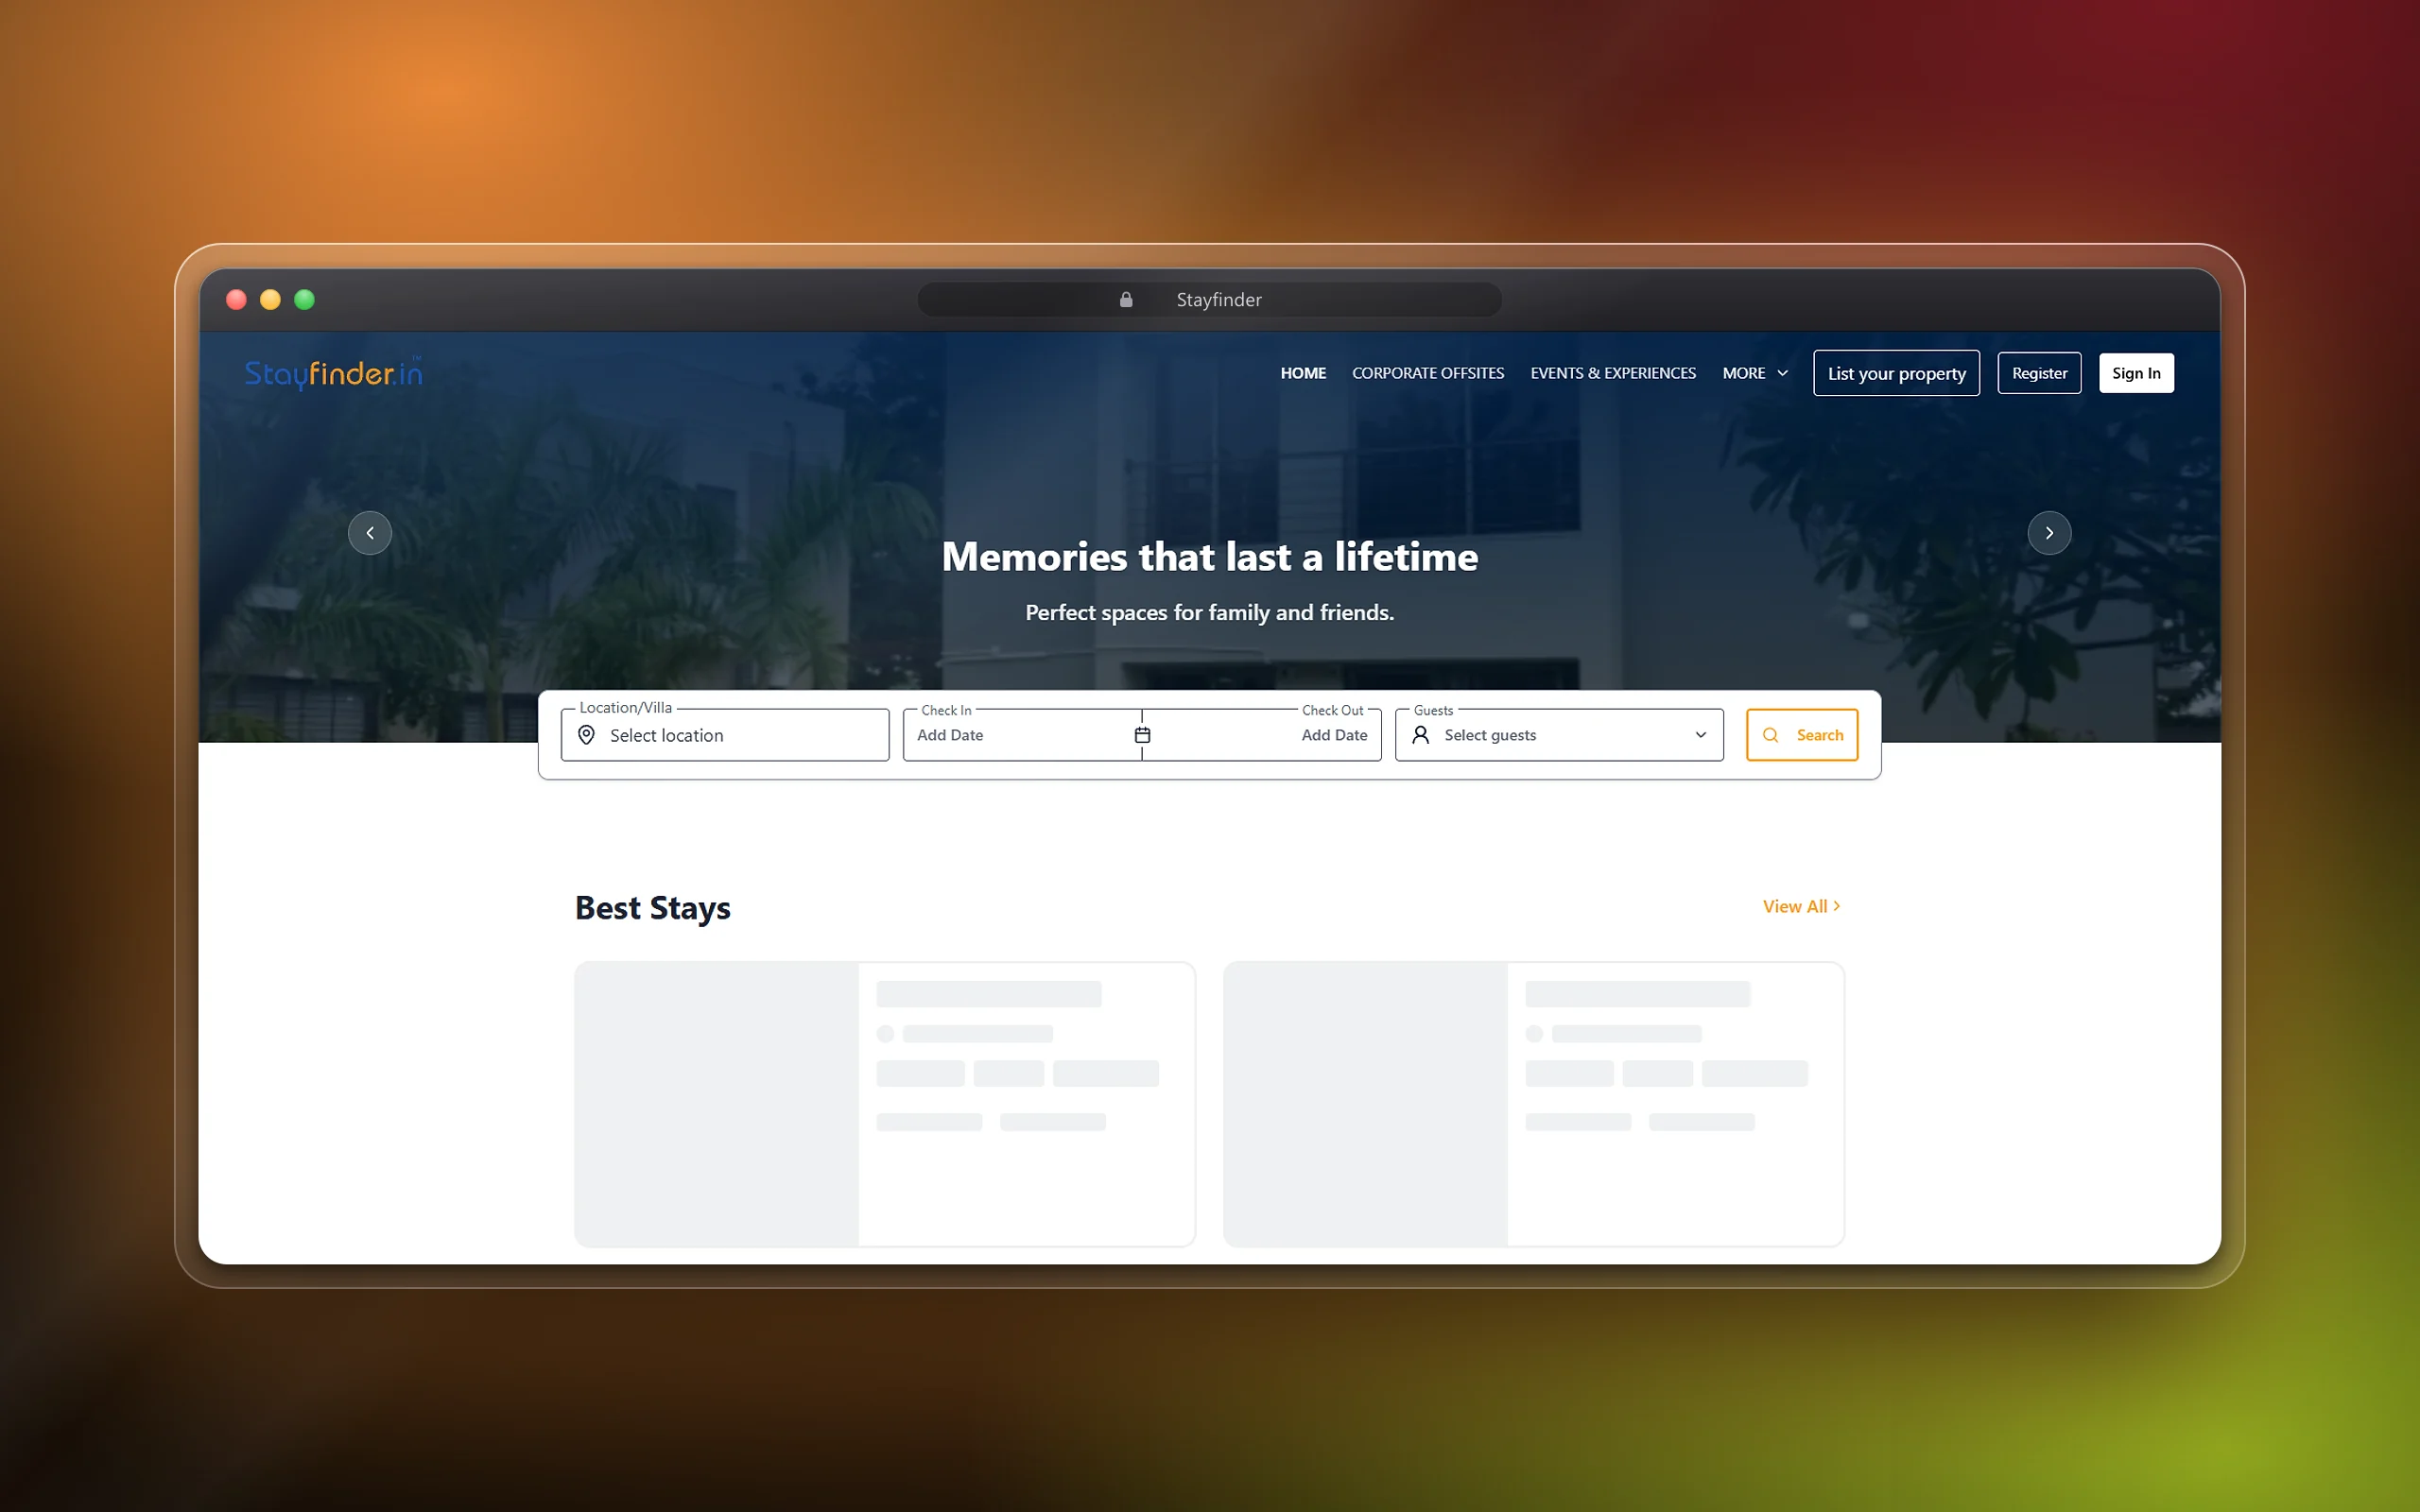 Stayfinder
Stayfinder.in™
HOME CORPORATE OFFSITES EVENTS & EXPERIENCES MORE List your property Register Sign In
Memories that last a lifetime
Perfect spaces for family and friends.
Location/Villa Check In Check Out Guests
Select location Add Date Add Date Select guests Search
Best Stays View All